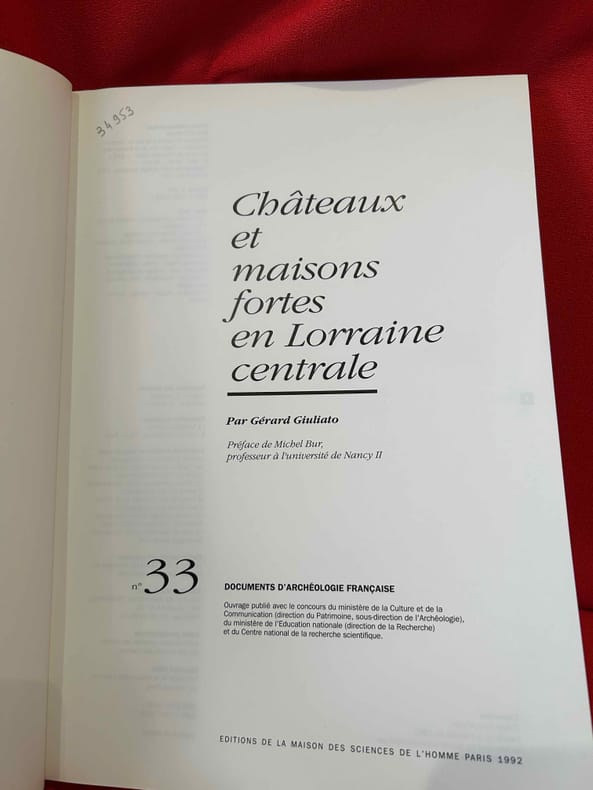 34953
Châteaux
et
maisons
fortes
en Lorraine
centrale
Par Gérard Giuliato
Préface de Michel Bur,
professeur à l'université de Nancy II
n° 33
DOCUMENTS D'ARCHÉOLOGIE FRANÇAISE
Ouvrage publié avec le concours du ministère de la Culture et de la
Communication (direction du Patrimoine, sous-direction de l'Archéologie),
du ministère de l'Education nationale (direction de la Recherche)
et du Centre national de la recherche scientifique.
EDITIONS DE LA MAISON DES SCIENCES DE L'HOMME PARIS 1992